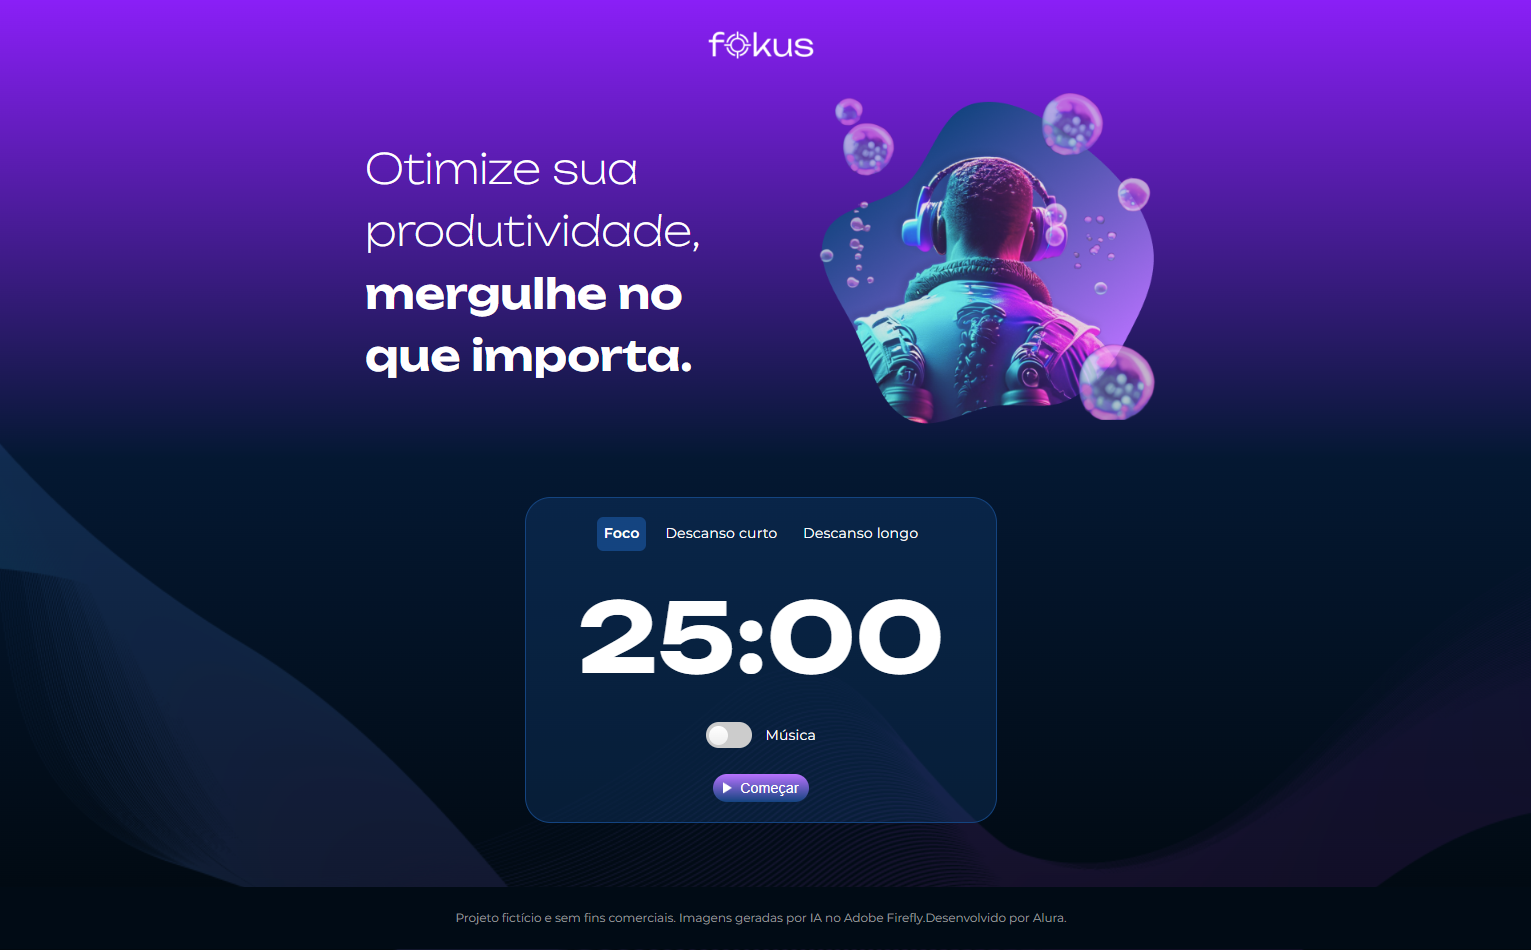 fokus
Otimize sua
produtividade,
mergulhe no
que importa.
Foco
Descanso curto
Descanso longo
25:00
Música
Começar
Projeto fictício e sem fins comerciais. Imagens geradas por IA no Adobe Firefly.Desenvolvido por Alura.